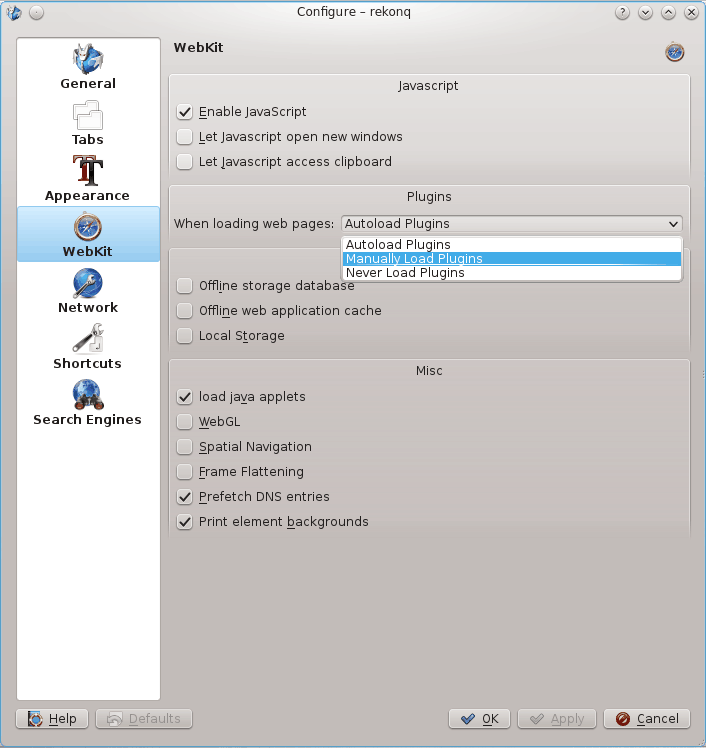 Configure – rekonq
General
Tabs
Appearance
WebKit
Network
Shortcuts
Search Engines
WebKit
Javascript
Enable JavaScript
Let Javascript open new windows
Let Javascript access clipboard
Plugins
When loading web pages: Autoload Plugins
Autoload Plugins
Manually Load Plugins
Never Load Plugins
Offline storage database
Offline web application cache
Local Storage
Misc
load java applets
WebGL
Spatial Navigation
Frame Flattening
Prefetch DNS entries
Print element backgrounds
Help Defaults OK Apply Cancel